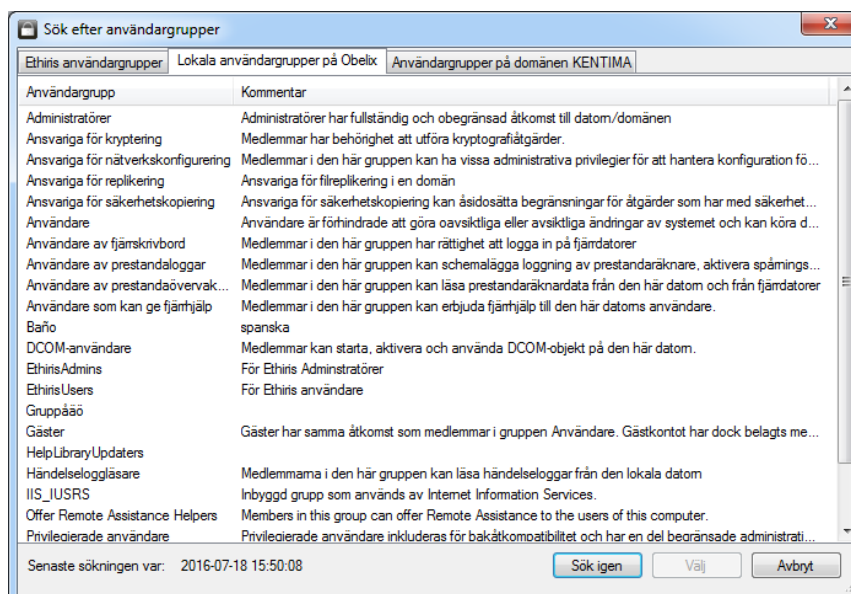 Sök efter användargrupper
Ethiris användargrupper Lokala användargrupper på Obelix Användargrupper på domänen KENTIMA
Användargrupp Kommentar
Administratörer Administratörer har fullständig och obegränsad åtkomst till datorn/domänen
Ansvariga för kryptering Medlemmar har behörighet att utföra kryptografiåtgärder.
Ansvariga för nätverkskonfigurering Medlemmar i den här gruppen kan ha vissa administrativa privilegier för att hantera konfiguration fö...
Ansvariga för replikering Ansvariga för filreplikering i en domän
Ansvariga för säkerhetskopiering Ansvariga för säkerhetskopiering kan åsidosätta begränsningar för åtgärder som har med säkerhet...
Användare Användare är förhindrade att göra oavsiktliga eller avsiktliga ändringar av systemet och kan köra d...
Användare av fjärrskrivbord Medlemmar i den här gruppen har rättighet att logga in på fjärrdatorer
Användare av prestandaloggar Medlemmar i den här gruppen kan schemalägga loggning av prestandaräknare, aktivera spårnings...
Användare av prestandaövervak... Medlemmar i den här gruppen kan läsa prestandaräknardata från den här datorn och från fjärrdatorer
Användare som kan ge fjärrhjälp Medlemmar i den här gruppen kan erbjuda fjärrhjälp till den här datorns användare.
Baño spanska
DCOM-användare Medlemmar kan starta, aktivera och använda DCOM-objekt på den här datorn.
EthirisAdmins För Ethiris Adminstratörer
EthirisUsers För Ethiris användare
Gruppåäö
Gäster Gäster har samma åtkomst som medlemmar i gruppen Användare. Gästkontot har dock belagts me...
HelpLibraryUpdaters
Händelseloggläsare Medlemmarna i den här gruppen kan läsa händelseloggar från den lokala datorn
IIS_IUSRS Inbyggd grupp som används av Internet Information Services.
Offer Remote Assistance Helpers Members in this group can offer Remote Assistance to the users of this computer.
Privilegierade användare Privilegierade användare inkluderas för bakåtkompatibilitet och har en del begränsade administrati...
Senaste sökningen var: 2016-07-18 15:50:08 Sök igen Välj Avbryt